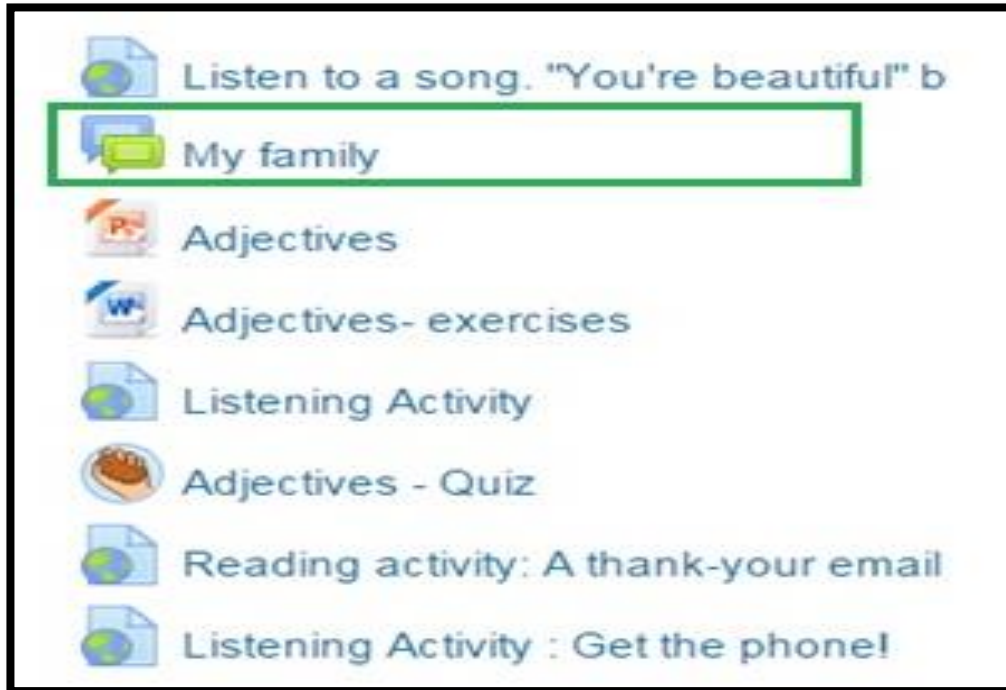 Listen to a song. "You're beautiful" b
My family
Adjectives
Adjectives- exercises
Listening Activity
Adjectives - Quiz
Reading activity: A thank-your email
Listening Activity : Get the phone!